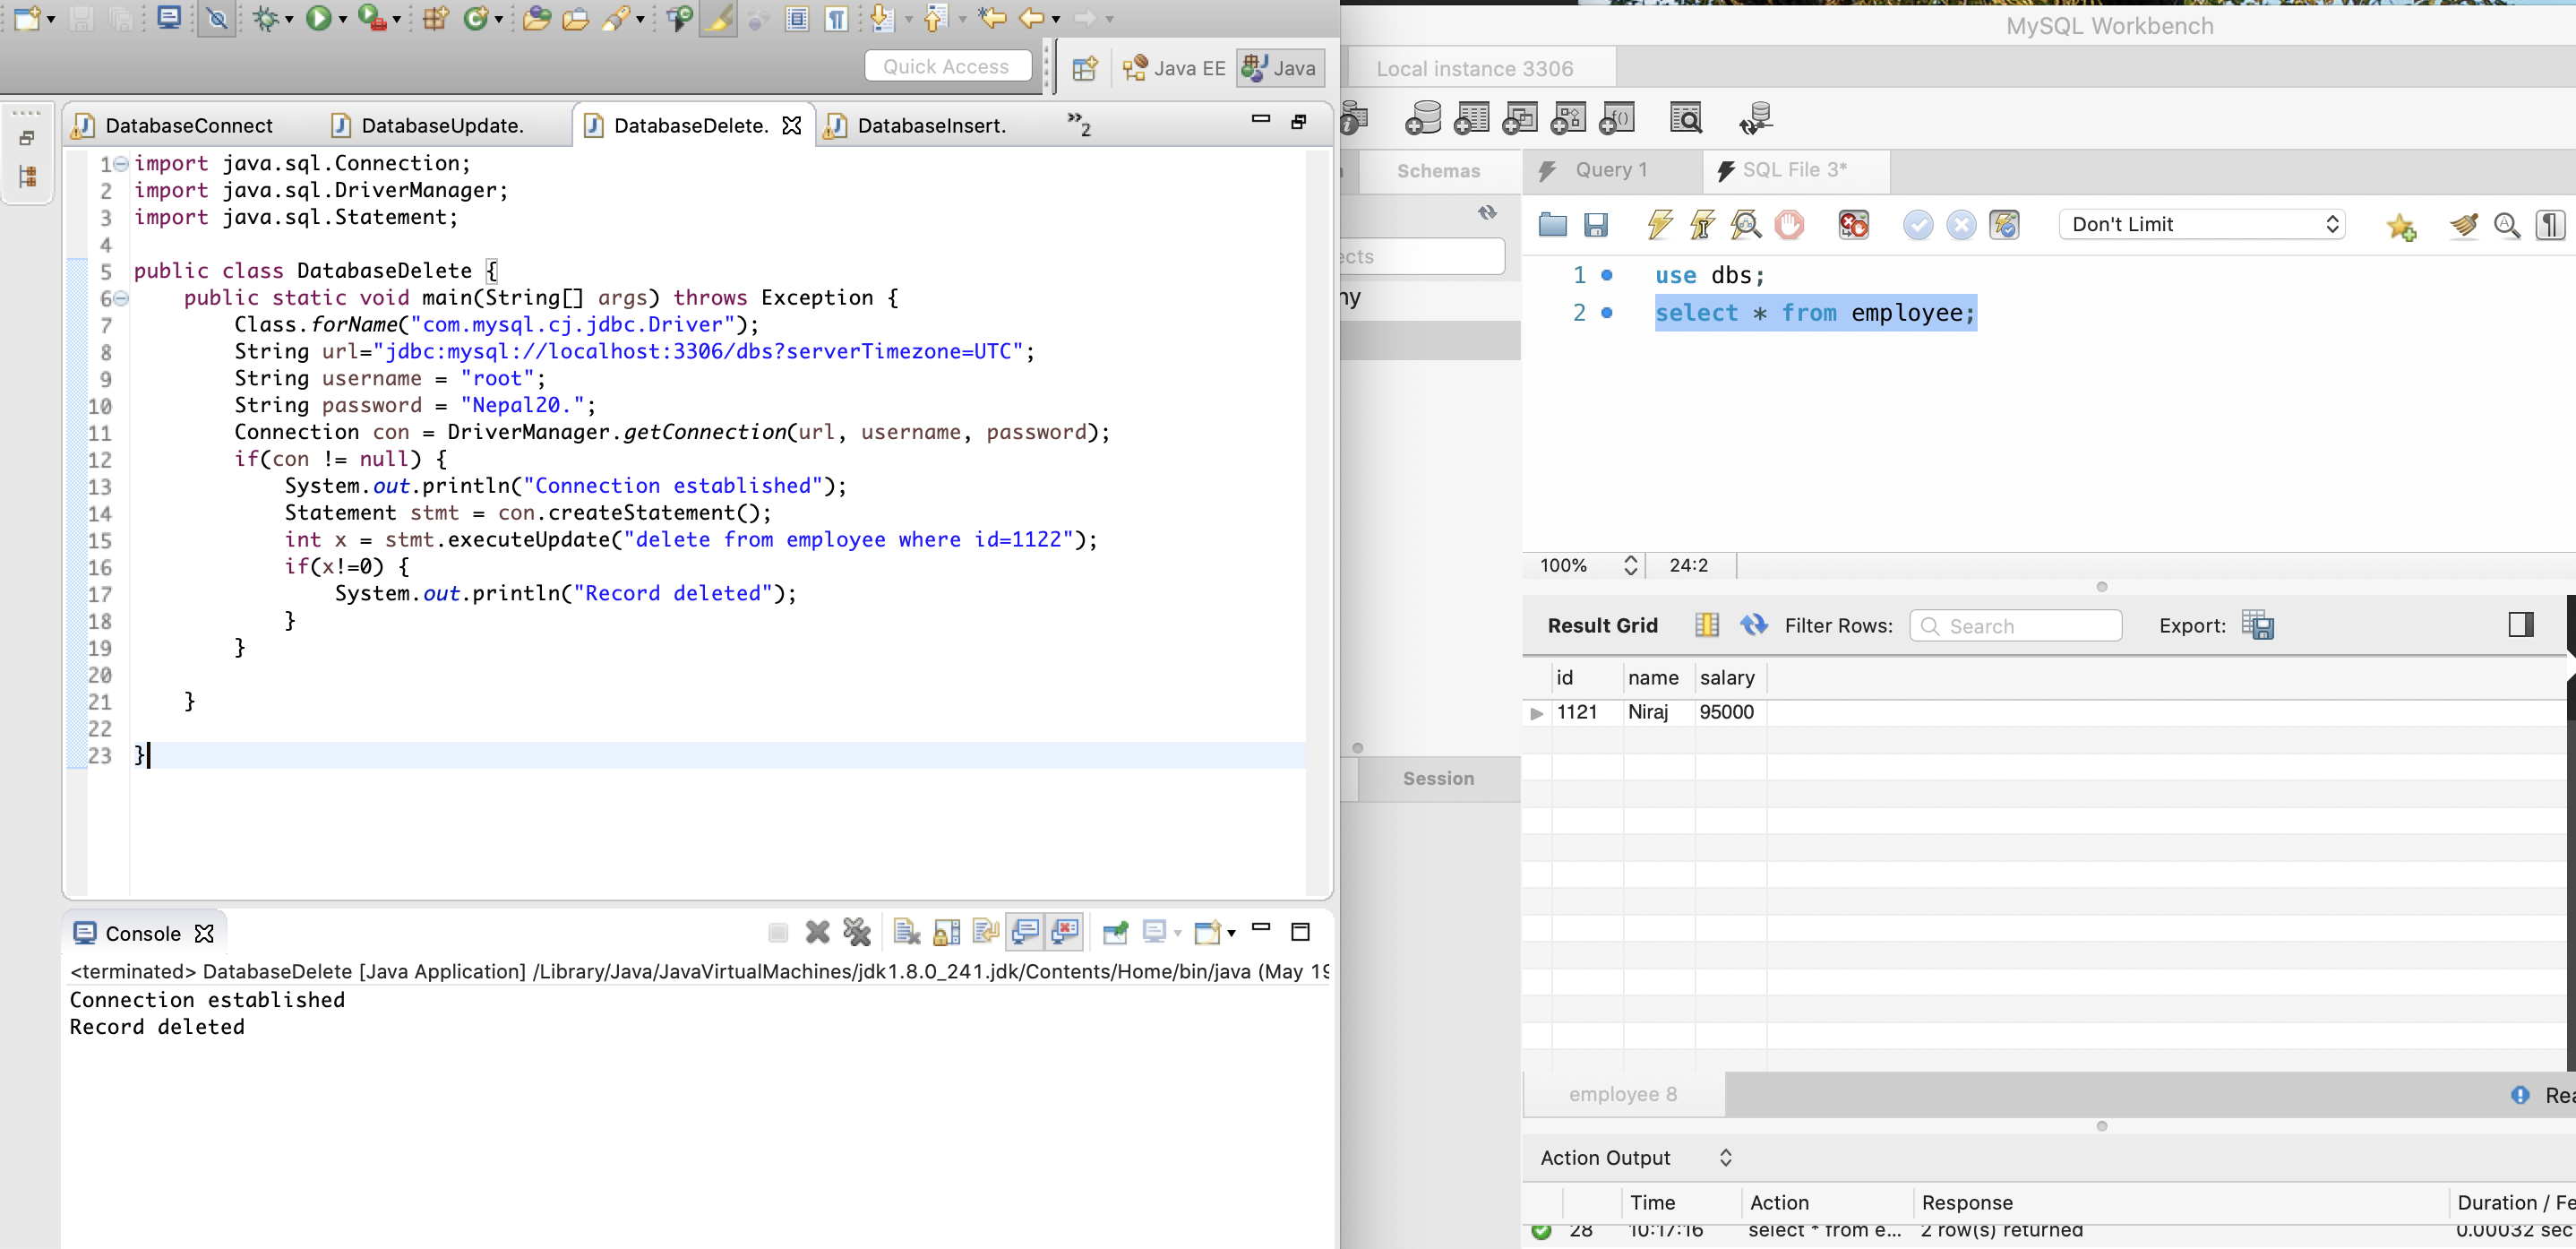 MySQL Workbench
Quick Access
Java EE
Java
Local instance 3306
DatabaseConnect
DatabaseUpdate.
DatabaseDelete.
DatabaseInsert.
»2
1 import java.sql.Connection;
2 import java.sql.DriverManager;
3 import java.sql.Statement;
4
5 public class DatabaseDelete {
6 public static void main(String[] args) throws Exception {
7 Class.forName("com.mysql.cj.jdbc.Driver");
8 String url="jdbc:mysql://localhost:3306/dbs?serverTimezone=UTC";
9 String username = "root";
10 String password = "Nepal20.";
11 Connection con = DriverManager.getConnection(url, username, password);
12 if(con != null) {
13 System.out.println("Connection established");
14 Statement stmt = con.createStatement();
15 int x = stmt.executeUpdate("delete from employee where id=1122");
16 if(x!=0) {
17 System.out.println("Record deleted");
18 }
19 }
20
21 }
22
23 }
Console
<terminated> DatabaseDelete [Java Application] /Library/Java/JavaVirtualMachines/jdk1.8.0_241.jdk/Contents/Home/bin/java (May 19
Connection established
Record deleted
Schemas
ects
ny
Session
Query 1
SQL File 3*
Don't Limit
1 use dbs;
2 select * from employee;
100% 24:2
Result Grid
Filter Rows:
Search
Export:
id name salary
1121 Niraj 95000
employee 8
Rea
Action Output
Time Action Response Duration / Fe
28 10:17:16 select * from e... 2 row(s) returned 0.00032 sec